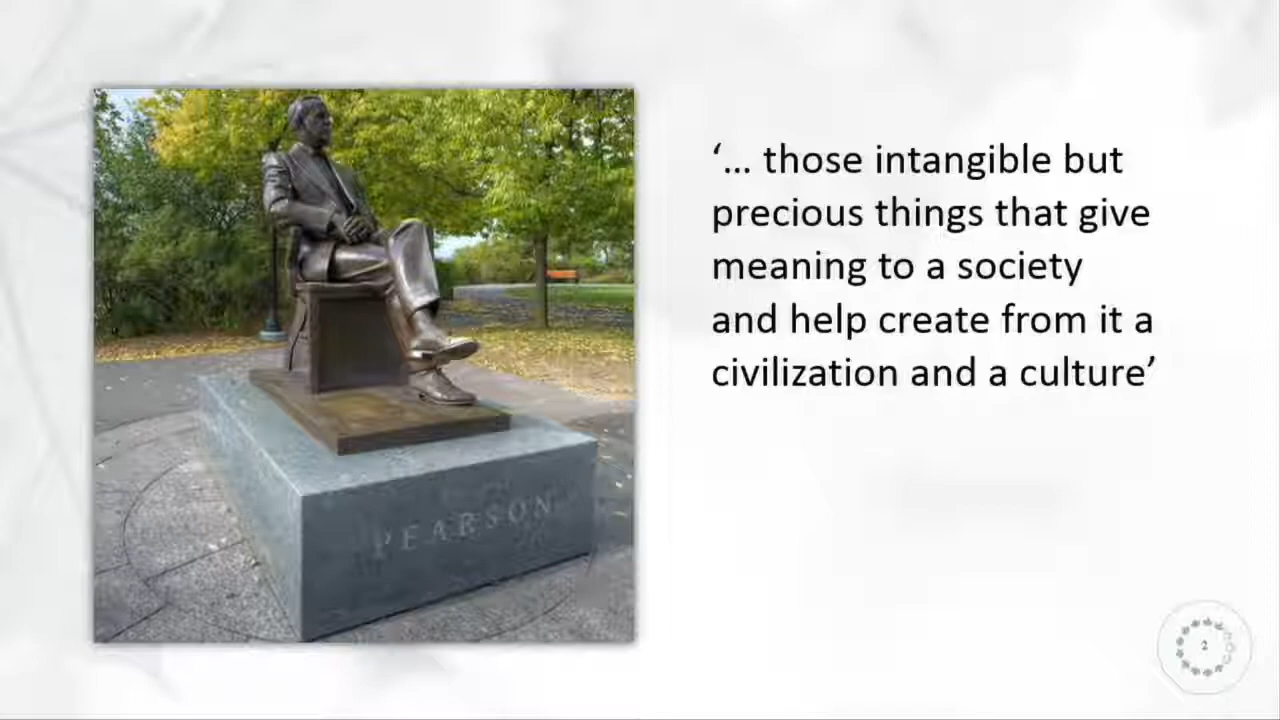 ‘... those intangible but
precious things that give
meaning to a society
and help create from it a
civilization and a culture’
PEARSON
2